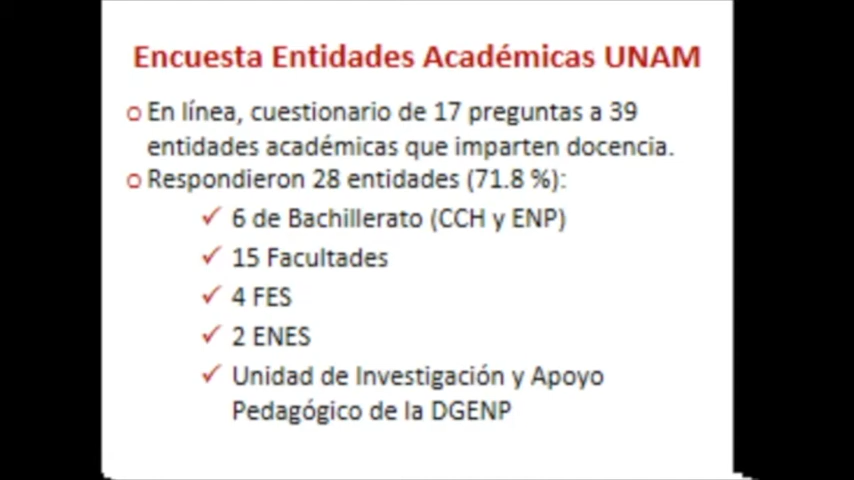 Encuesta Entidades Académicas UNAM
En línea, cuestionario de 17 preguntas a 39
entidades académicas que imparten docencia.
Respondieron 28 entidades (71.8 %):
✓ 6 de Bachillerato (CCH y ENP)
✓ 15 Facultades
✓ 4 FES
✓ 2 ENES
✓ Unidad de Investigación y Apoyo
Pedagógico de la DGENP